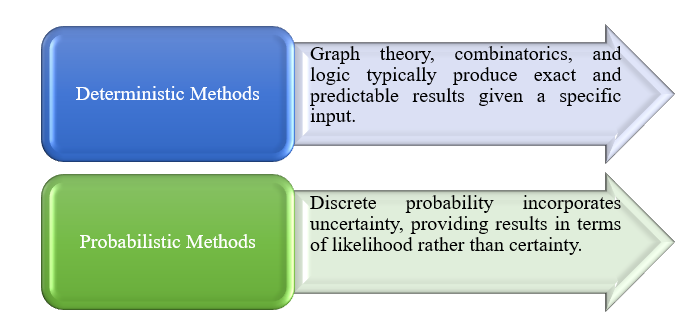 Deterministic Methods
Graph theory, combinatorics, and
logic typically produce exact and
predictable results given a specific
input.
Probabilistic Methods
Discrete probability incorporates
uncertainty, providing results in terms
of likelihood rather than certainty.